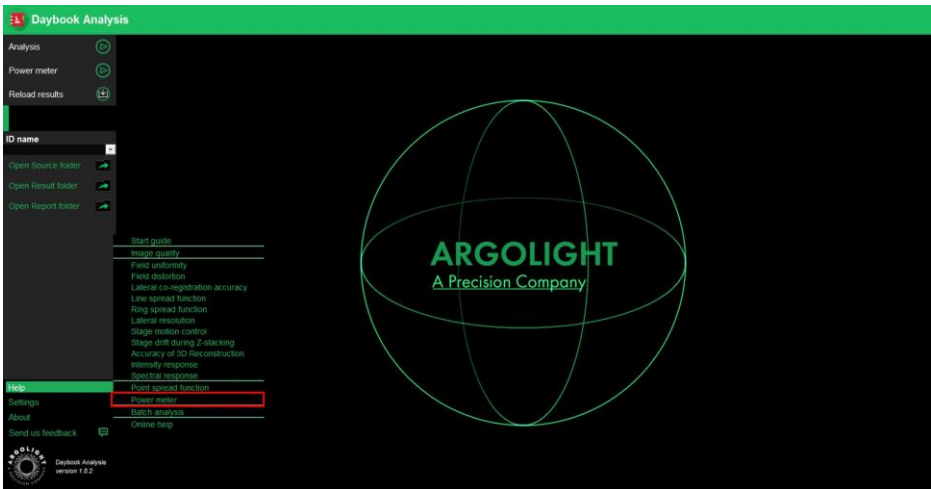 Daybook Analysis
Analysis
Power meter
Reload results
ID name
Open Source folder
Open Result folder
Open Report folder
Start guide
Image quality
Field uniformity
Field distortion
Lateral co-registration accuracy
Line spread function
Ring spread function
Lateral resolution
Stage motion control
Stage drift during Z-stacking
Accuracy of 3D Reconstruction
Intensity response
Spectral response
Point spread function
Power meter
Batch analysis
Online help
Help
Settings
About
Send us feedback
ARGOLIGHT
Daybook Analysis
version 1.8.2
ARGOLIGHT
A Precision Company